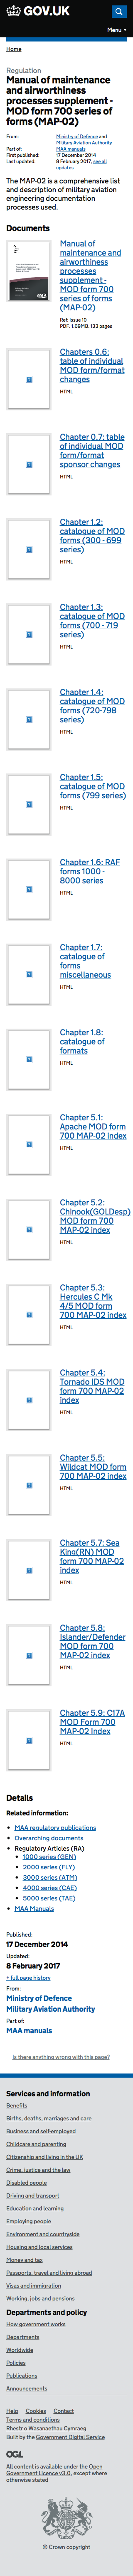 GOV.UK
Menu
Home
Regulation
Manual of maintenance
and airworthiness
processes supplement -
MOD form 700 series of
forms (MAP-02)
From: Ministry of Defence and
Military Aviation Authority
Part of: MAA manuals
First published: 17 December 2014
Last updated: 8 February 2017, see all
updates
The MAP-02 is a comprehensive list
detailing every maintenance and
airworthiness engineering
operating procedures used.
Documents
Manual of
maintenance and
airworthiness
processes
supplement -
MOD form 700
series of forms
(MAP-02)
Ref: Issue 10
PDF, 1.65MB, 133 pages
Chapters 0.6:
table of individual
MOD form/format
changes
HTML
Chapter 0.7: table
of individual MOD
form/format
sponsor changes
HTML
Chapter 1.2:
catalogue of MOD
forms (300 - 699
series)
HTML
Chapter 1.3:
catalogue of MOD
forms (700 - 719
series)
HTML
Chapter 1.4:
catalogue of MOD
forms (720-798
series)
HTML
Chapter 1.5:
catalogue of MOD
forms (799 series)
HTML
Chapter 1.6: RAF
forms 1000 -
8000 series
HTML
Chapter 1.7:
catalogue of
forms
miscellaneous
HTML
Chapter 1.8:
catalogue of
formats
HTML
Chapter 5.1:
Apache MOD form
700 MAP-02 index
HTML
Chapter 5.2:
Chinook(GOLDesp)
MOD form 700
MAP-02 index
HTML
Chapter 5.3:
Hercules C Mk
4/5 MOD form
700 MAP-02 index
HTML
Chapter 5.4:
Tornado IDS MOD
form 700 MAP-02
index
HTML
Chapter 5.5:
Wildcat MOD form
700 MAP-02 index
HTML
Chapter 5.7: Sea
King(RN) MOD
form 700 MAP-02
index
HTML
Chapter 5.8:
Islander/Defender
MOD form 700
MAP-02 index
HTML
Chapter 5.9: C17A
MOD Form 700
MAP-02 Index
HTML
Details
Related information:
MAA regulatory publications
Overarching documents
Regulatory Articles (RA)
1000 series (GEN)
2000 series (FLY)
3000 series (ATM)
4000 series (CAE)
5000 series (TAE)
MAA Manuals
Published:
17 December 2014
Updated:
8 February 2017
+ full page history
From:
Ministry of Defence
Military Aviation Authority
Part of:
MAA manuals
Is there anything wrong with this page?
Services and information
Benefits
Births, deaths, marriages and care
Business and self-employed
Childcare and parenting
Citizenship and living in the UK
Crime, justice and the law
Disabled people
Driving and transport
Education and learning
Employing people
Environment and countryside
Housing and local services
Money and tax
Passports, travel and living abroad
Visas and immigration
Working, jobs and pensions
Departments and policy
How government works
Departments
Worldwide
Policies
Publications
Announcements
Help Cookies Contact
Terms and conditions
Rhestr o Wasanaethau Cymraeg
Built by the Government Digital Service
OGL
All content is available under the Open
Government Licence v3.0, except where
otherwise stated
© Crown copyright